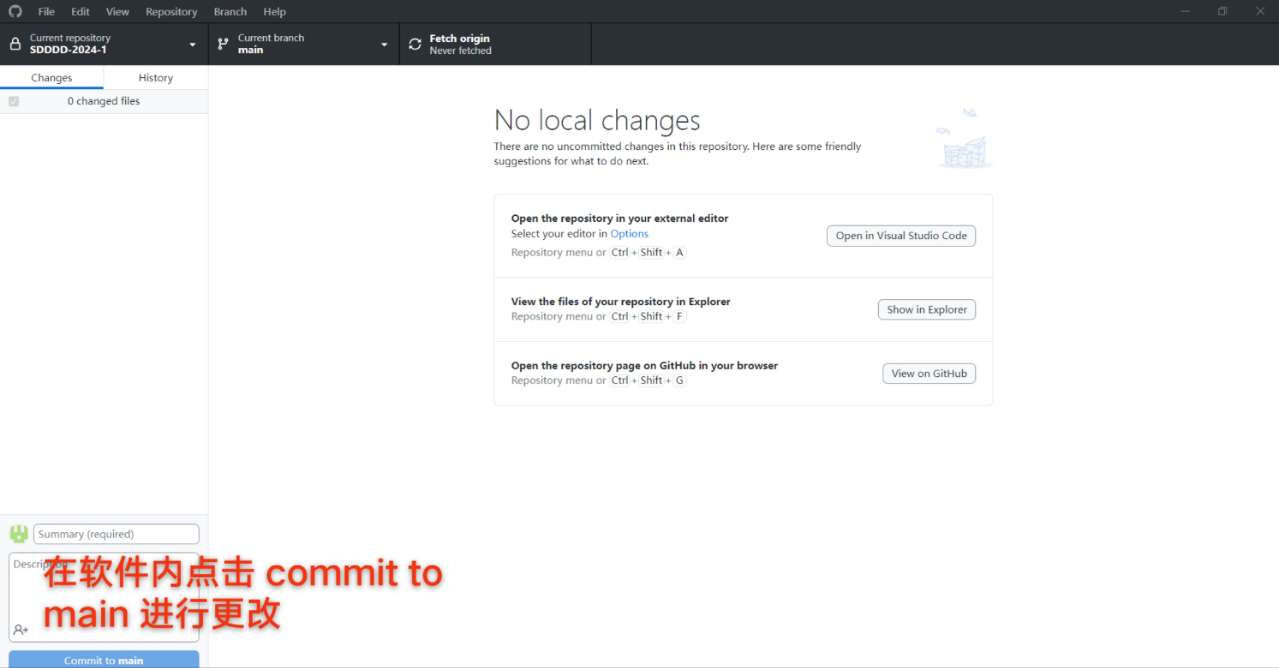 File Edit View Repository Branch Help
Current repository
SDDDD-2024-1
Current branch
main
Fetch origin
Never fetched
Changes History
0 changed files
No local changes
There are no uncommitted changes in this repository. Here are some friendly
suggestions for what to do next.
Open the repository in your external editor
Select your editor in Options
Repository menu or Ctrl + Shift + A
Open in Visual Studio Code
View the files of your repository in Explorer
Repository menu or Ctrl + Shift + F
Show in Explorer
Open the repository page on GitHub in your browser
Repository menu or Ctrl + Shift + G
View on GitHub
Summary (required)
Description
在软件内点击 commit to
main 进行更改
Commit to main